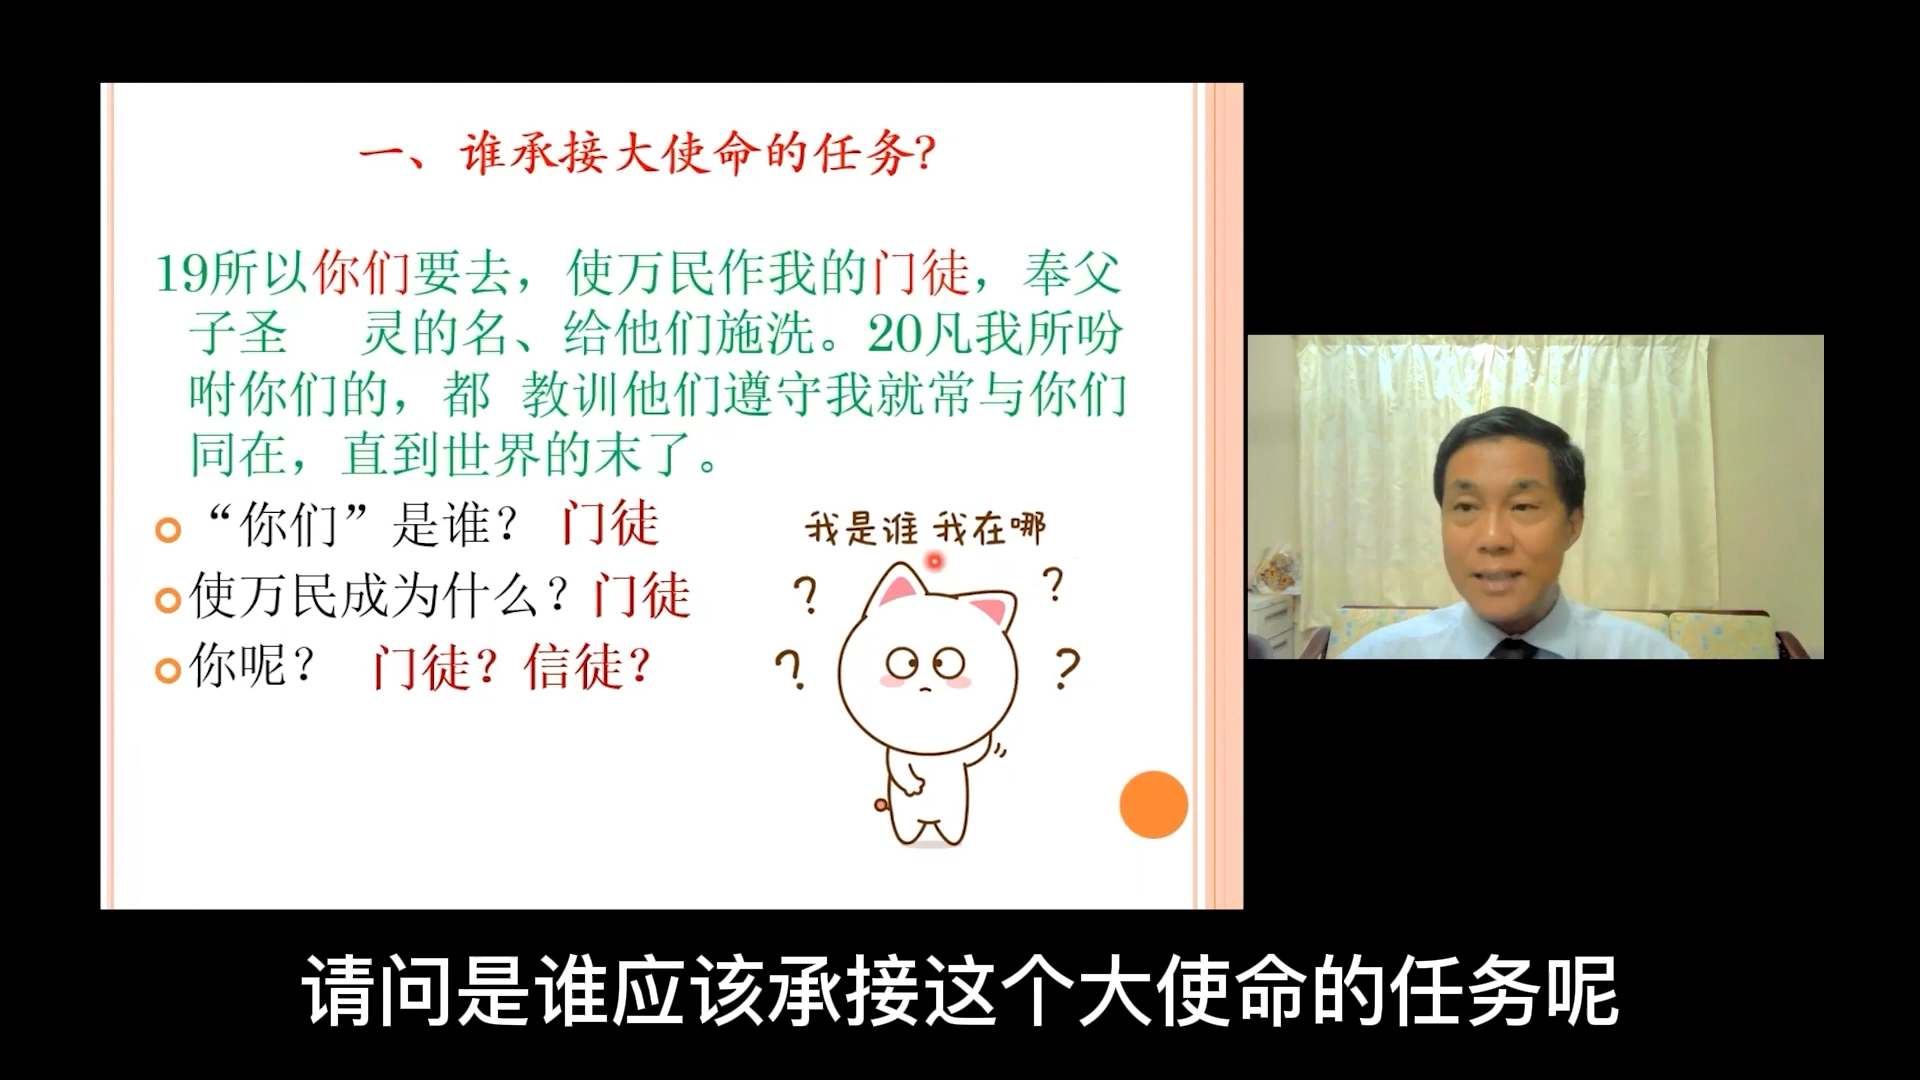 一、谁承接大使命的任务?
19所以你们要去，使万民作我的门徒，奉父
子圣 灵的名、给他们施洗。20凡我所吩
咐你们的，都 教训他们遵守我就常与你们
同在，直到世界的末了。
“你们”是谁？ 门徒
使万民成为什么？门徒
你呢？ 门徒？信徒？
我是谁 我在哪
? ?
? ?
请问是谁应该承接这个大使命的任务呢